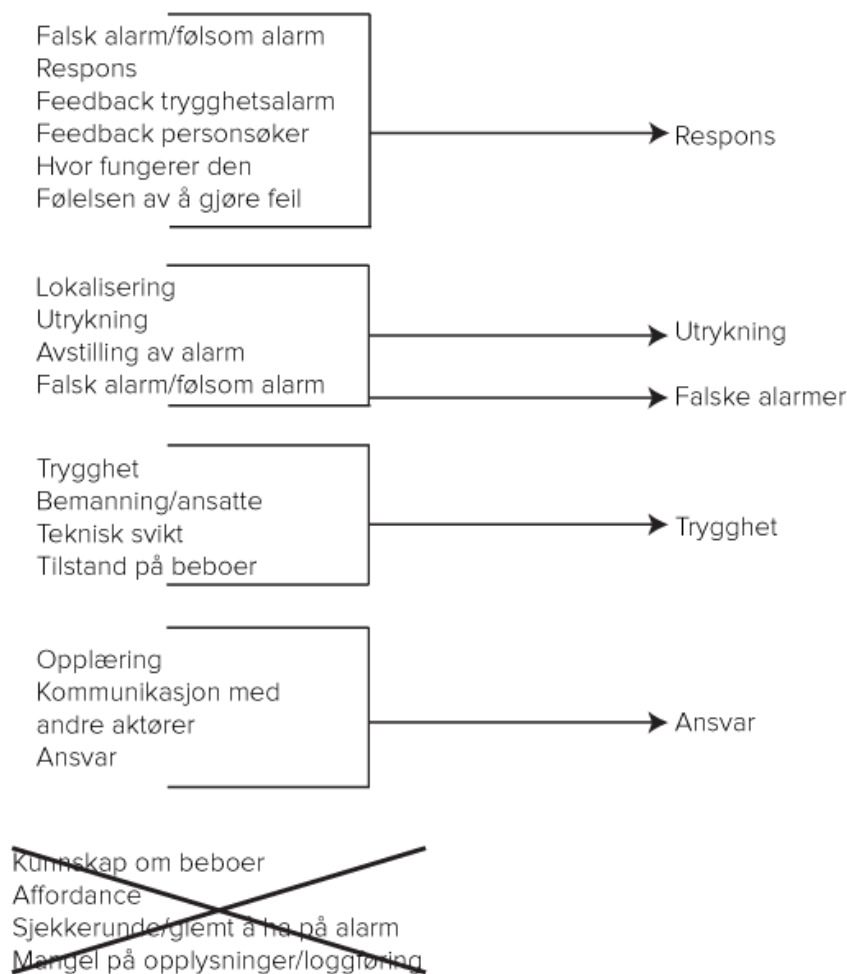 Falsk alarm/følsom alarm
Respons
Feedback trygghetsalarm
Feedback personsøker
Hvor fungerer den
Følelsen av å gjøre feil
Respons
Lokalisering
Utrykning
Avstilling av alarm
Falsk alarm/følsom alarm
Utrykning
Falske alarmer
Trygghet
Bemanning/ansatte
Teknisk svikt
Tilstand på beboer
Trygghet
Opplæring
Kommunikasjon med
andre aktører
Ansvar
Ansvar
Kunnskap om beboer
Affordance
Sjekkerunde/glemt å ha på alarm
Mangel på opplysninger/loggføring